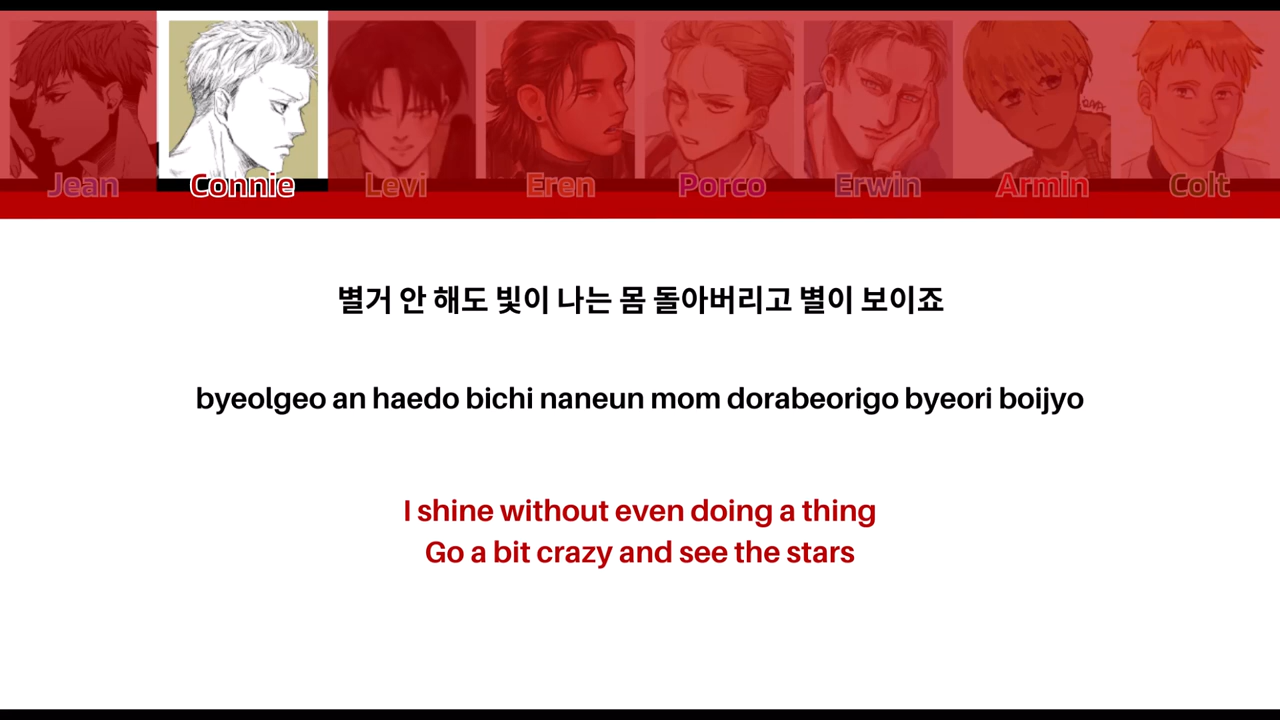 Jean Connie Levi Eren Porco Erwin Armin Colt
별거 안 해도 빛이 나는 몸 돌아버리고 별이 보이죠
byeolgeo an haedo bichi naneun mom dorabeorigo byeori boijyo
I shine without even doing a thing
Go a bit crazy and see the stars